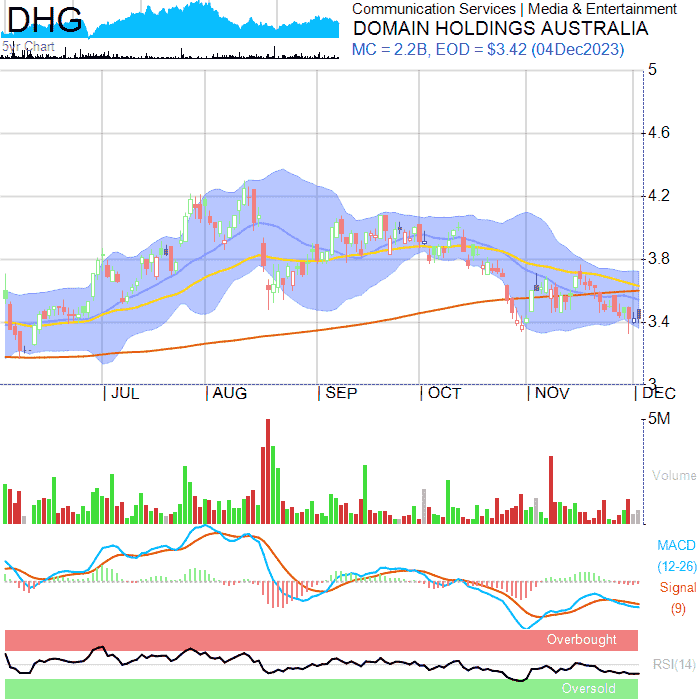 DHG
5yr Chart
Communication Services | Media & Entertainment
DOMAIN HOLDINGS AUSTRALIA
MC = 2.2B, EOD = $3.42 (04Dec2023)
5
4.6
4.2
3.8
3.4
3
JUL
AUG
SEP
OCT
NOV
DEC
5M
Volume
MACD
(12-26)
Signal
(9)
Overbought
RSI(14)
Oversold